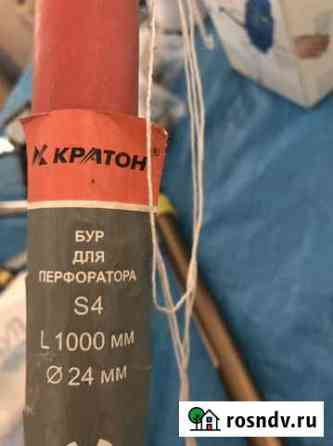 КРАТОН®
БУР
ДЛЯ
ПЕРФОРАТОРА
S4
L 1000 мм
Ø 24 мм
rosndv.ru